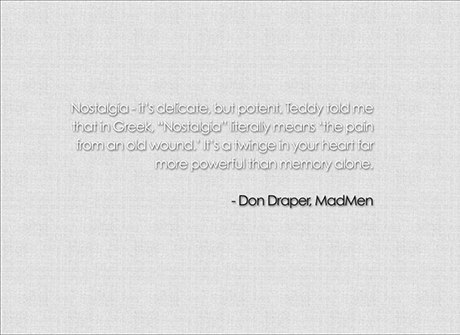 Nostalgia - it's delicate, but potent, Teddy told me
that in Greek, “Nostalgia” literally means ‘the pain
from an old wound.’ It's a twinge in your heart far
more powerful than memory alone.
- Don Draper, MadMen